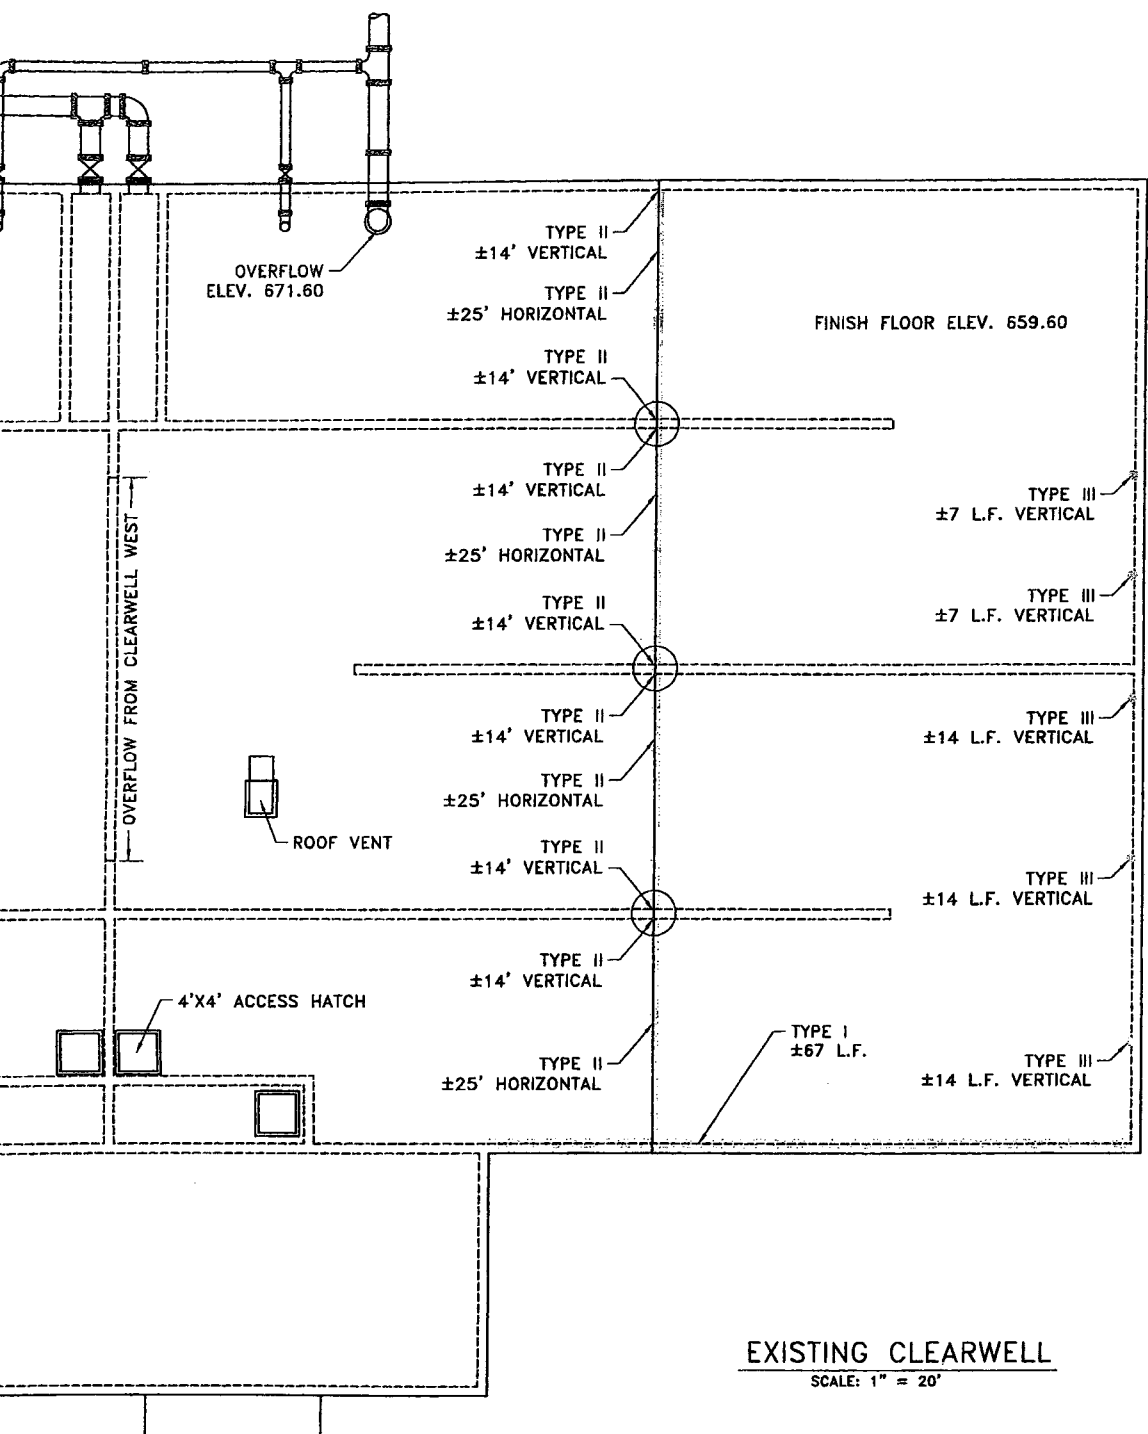 TYPE II
±14' VERTICAL
OVERFLOW
ELEV. 671.60
TYPE II
±25' HORIZONTAL
FINISH FLOOR ELEV. 659.60
TYPE II
±14' VERTICAL
TYPE II
±14' VERTICAL
TYPE III
±7 L.F. VERTICAL
OVERFLOW FROM CLEARWELL WEST
TYPE II
±25' HORIZONTAL
TYPE II
±14' VERTICAL
TYPE III
±7 L.F. VERTICAL
TYPE II
±14' VERTICAL
TYPE III
±14 L.F. VERTICAL
TYPE II
±25' HORIZONTAL
ROOF VENT
TYPE II
±14' VERTICAL
TYPE III
±14 L.F. VERTICAL
TYPE II
±14' VERTICAL
4'X4' ACCESS HATCH
TYPE I
±67 L.F.
TYPE II
±25' HORIZONTAL
TYPE III
±14 L.F. VERTICAL
EXISTING CLEARWELL
SCALE: 1" = 20'